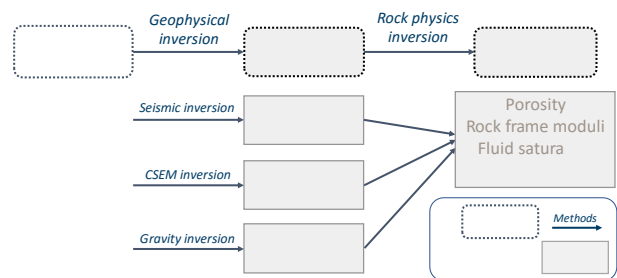 Geophysical
inversion
Rock physics
inversion
Seismic inversion
CSEM inversion
Gravity inversion
Porosity
Rock frame moduli
Fluid satura
Methods